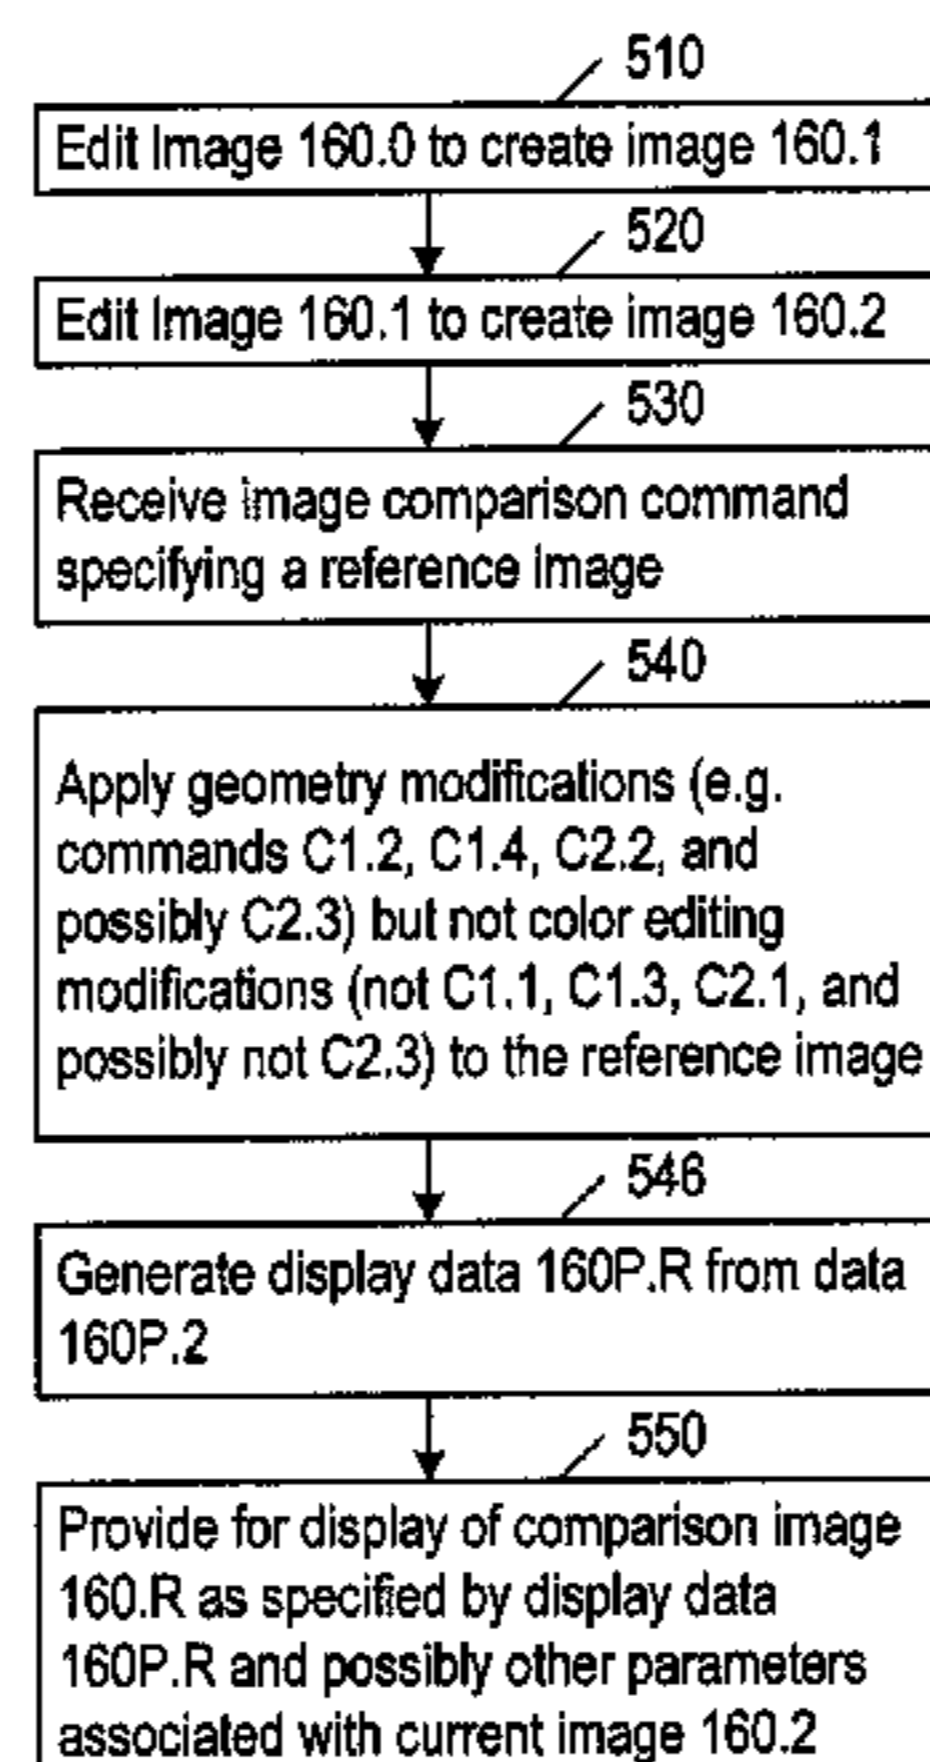 510
Edit Image 160.0 to create image 160.1
520
Edit Image 160.1 to create image 160.2
530
Receive image comparison command
specifying a reference image
540
Apply geometry modifications (e.g.
commands C1.2, C1.4, C2.2, and
possibly C2.3) but not color editing
modifications (not C1.1, C1.3, C2.1, and
possibly not C2.3) to the reference image
546
Generate display data 160P.R from data
160P.2
550
Provide for display of comparison image
160.R as specified by display data
160P.R and possibly other parameters
associated with current image 160.2